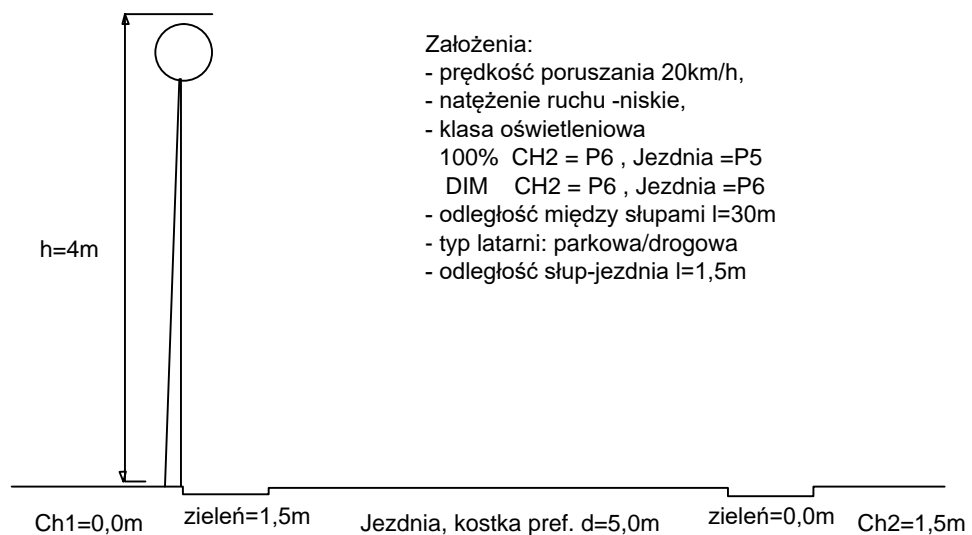 Założenia:
- prędkość poruszania 20km/h,
- natężenie ruchu -niskie,
- klasa oświetleniowa
100% CH2 = P6 , Jezdnia =P5
DIM CH2 = P6 , Jezdnia =P6
- odległość między słupami l=30m
- typ latarni: parkowa/drogowa
- odległość słup-jezdnia l=1,5m
h=4m
Ch1=0,0m zieleń=1,5m Jezdnia, kostka pref. d=5,0m zieleń=0,0m Ch2=1,5m